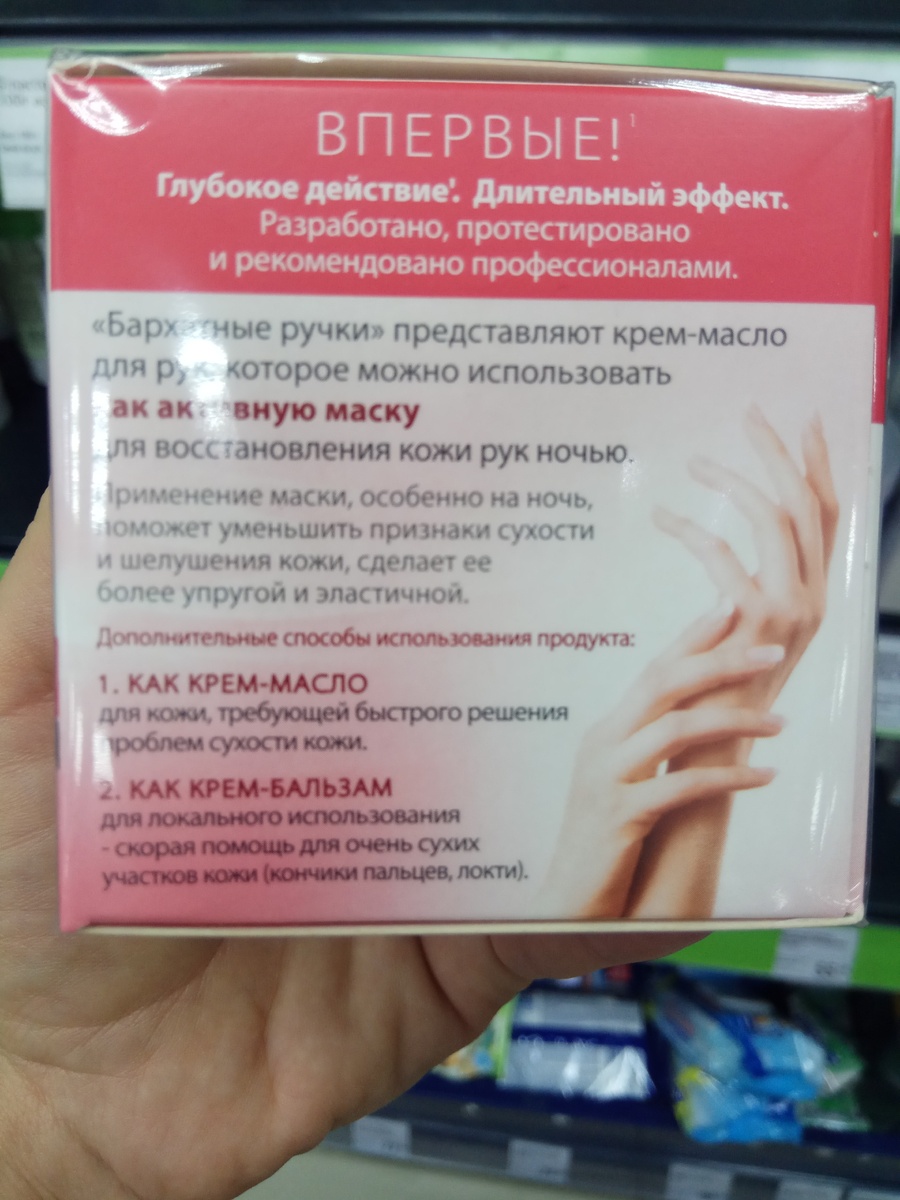 ВПЕРВЫЕ!¹
Глубокое действие¹. Длительный эффект.
Разработано, протестировано
и рекомендовано профессионалами.
«Бархатные ручки» представляют крем-масло
для рук, которое можно использовать
как активную маску
для восстановления кожи рук ночью.
Применение маски, особенно на ночь,
поможет уменьшить признаки сухости
и шелушения кожи, сделает ее
более упругой и эластичной.
Дополнительные способы использования продукта:
1. КАК КРЕМ-МАСЛО
для кожи, требующей быстрого решения
проблем сухости кожи.
2. КАК КРЕМ-БАЛЬЗАМ
для локального использования
- скорая помощь для очень сухих
участков кожи (кончики пальцев, локти).